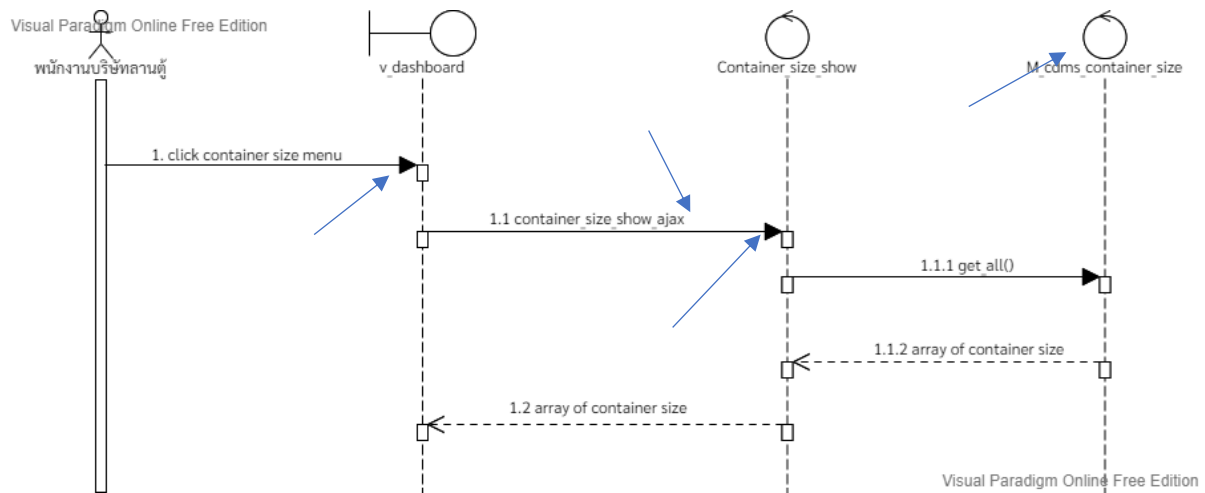 Visual Paradigm Online Free Edition
พนักงานบริษัทลานตู้
v_dashboard
Container_size_show
M_cdms_container_size
1. click container size menu
1.1 container_size_show_ajax
1.1.1 get_all()
1.1.2 array of container size
1.2 array of container size
Visual Paradigm Online Free Edition